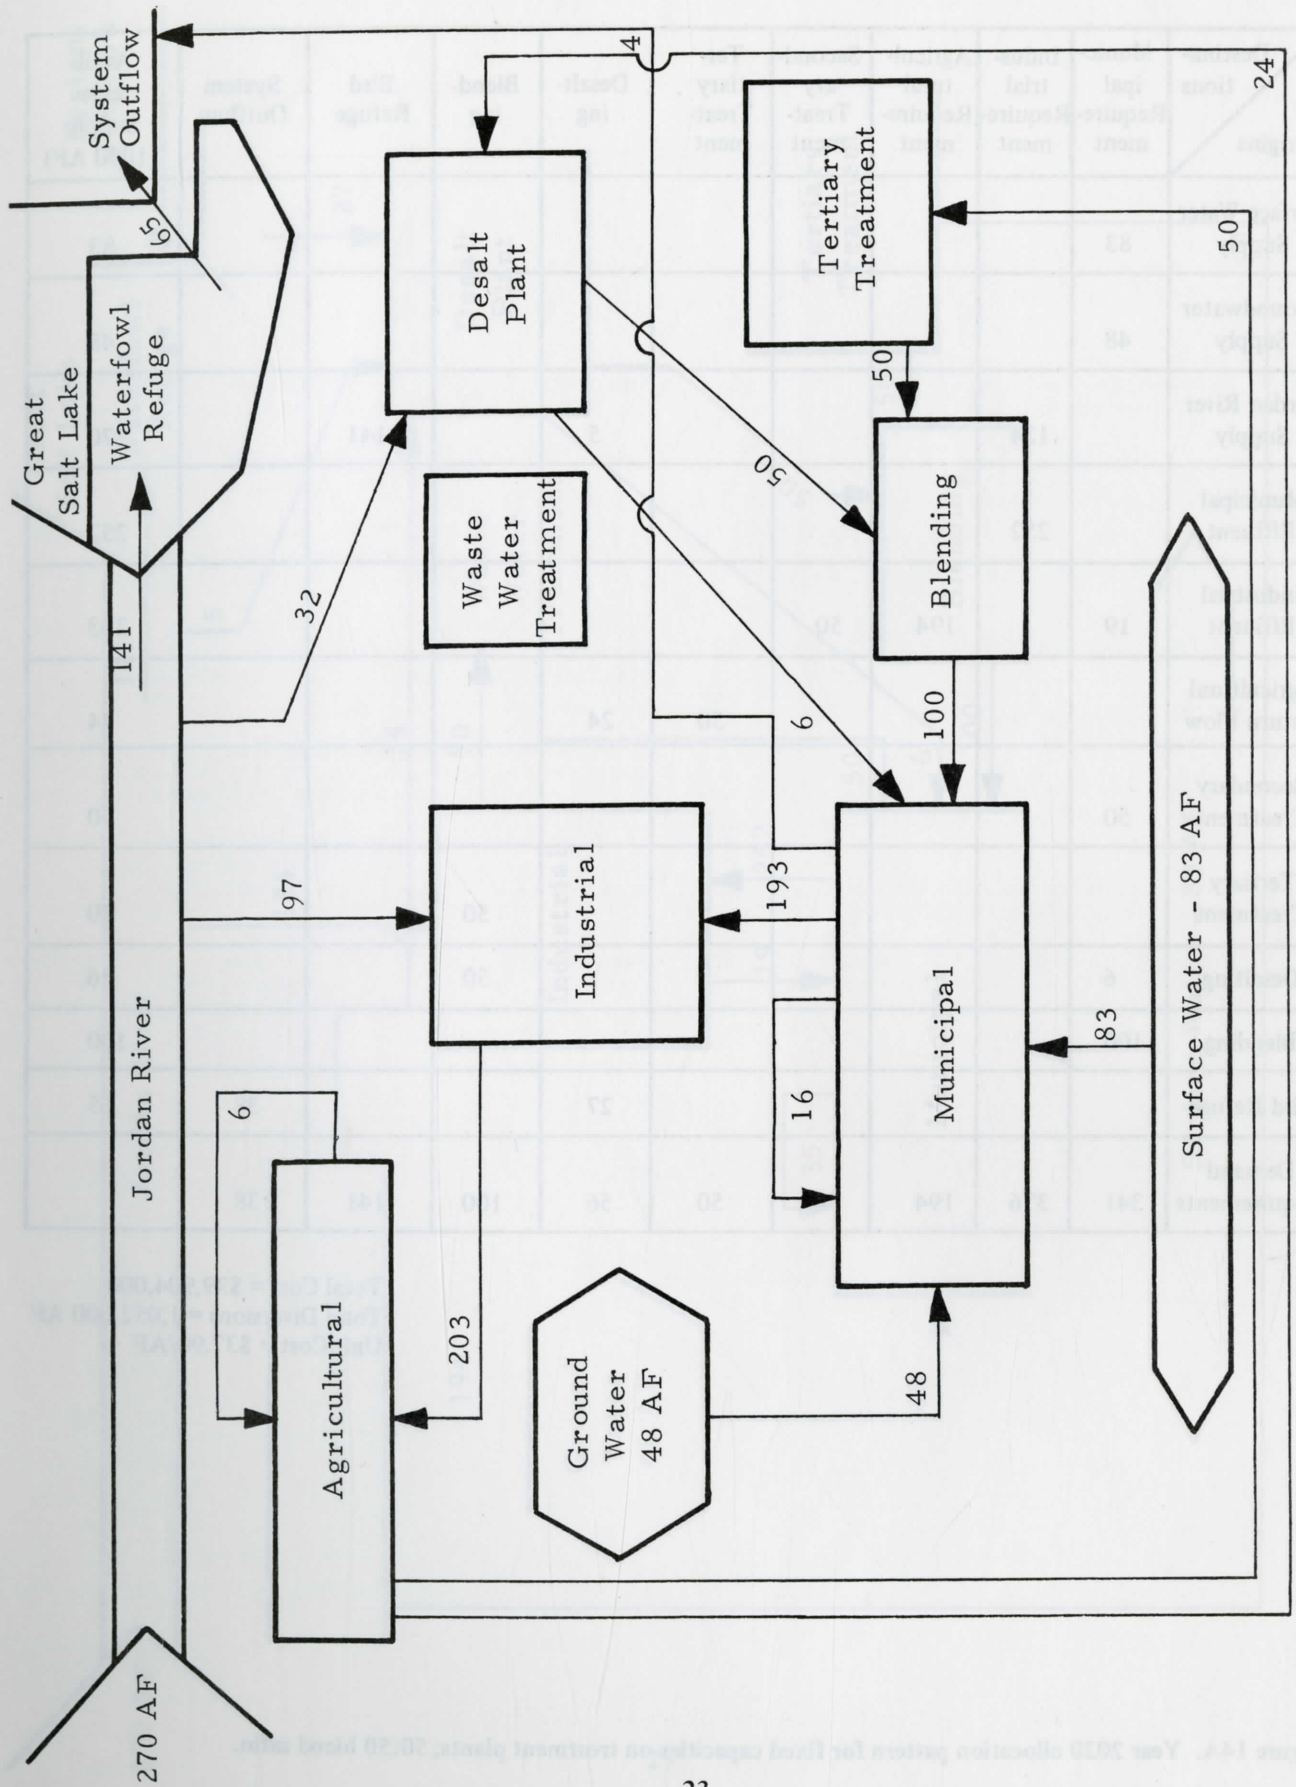 System
Outflow
Great
Salt Lake
Waterfowl
Refuge
65
141
Jordan River
270 AF
4
24
50
Desalt
Plant
Tertiary
Treatment
50
32
Waste
Water
Treatment
50
Blending
6
100
97
Industrial
193
16
Municipal
83
6
Agricultural
203
Ground
Water
48 AF
48
Surface Water - 83 AF
23